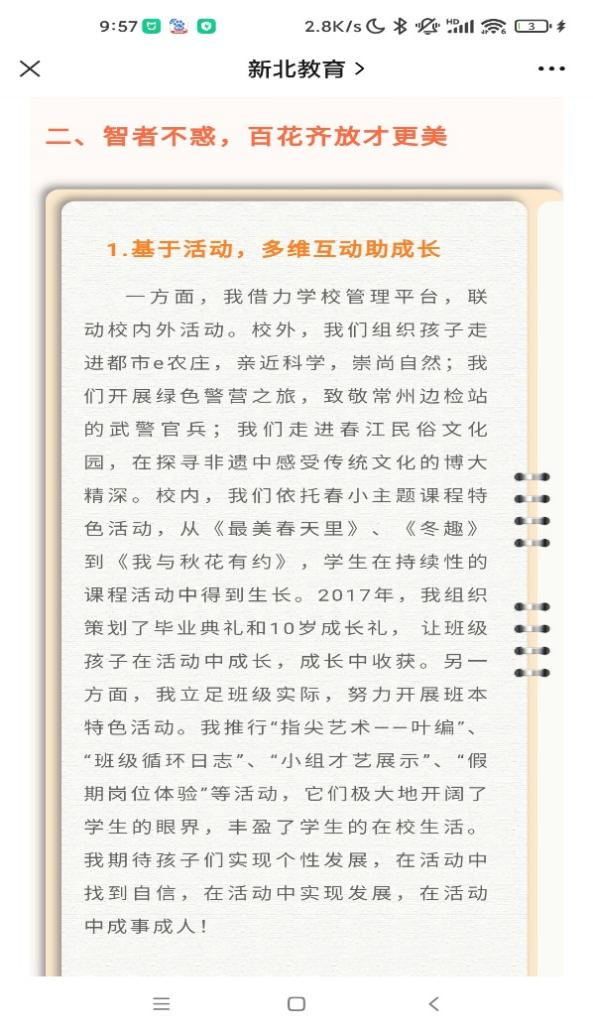 9:57
2.8K/s
HD
6
3
新北教育 >
二、智者不惑，百花齐放才更美
1.基于活动，多维互动助成长
一方面，我借力学校管理平台，联
动校内外活动。校外，我们组织孩子走
进都市e农庄，亲近科学，崇尚自然；我
们开展绿色警营之旅，致敬常州边检站
的武警官兵；我们走进春江民俗文化
园，在探寻非遗中感受传统文化的博大
精深。校内，我们依托春小主题课程特
色活动，从《最美春天里》、《冬趣》
到《我与秋花有约》，学生在持续性的
课程活动中得到生长。2017年，我组织
策划了毕业典礼和10岁成长礼， 让班级
孩子在活动中成长，成长中收获。另一
方面，我立足班级实际，努力开展班本
特色活动。我推行“指尖艺术——叶编”、
“班级循环日志”、“小组才艺展示”、“假
期岗位体验”等活动，它们极大地开阔了
学生的眼界，丰盈了学生的在校生活。
我期待孩子们实现个性发展，在活动中
找到自信，在活动中实现发展，在活动
中成事成人！